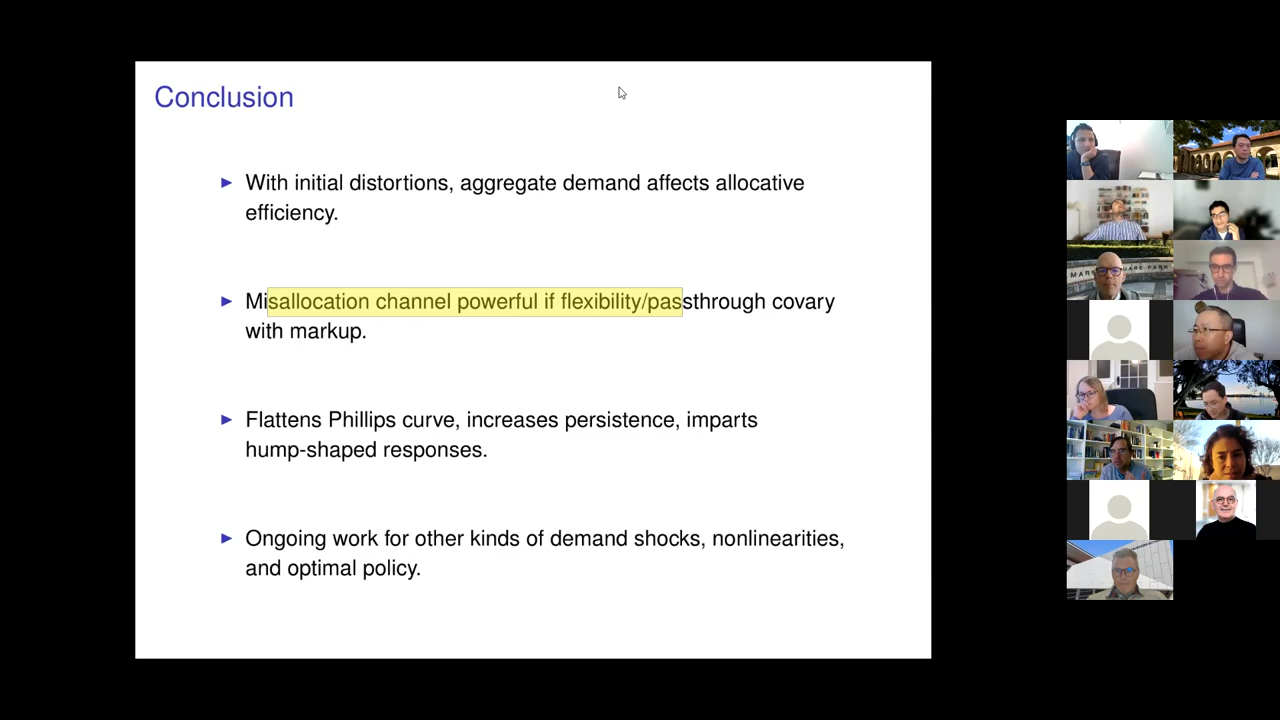 Conclusion
► With initial distortions, aggregate demand affects allocative
efficiency.
► Misallocation channel powerful if flexibility/passthrough covary
with markup.
► Flattens Phillips curve, increases persistence, imparts
hump-shaped responses.
► Ongoing work for other kinds of demand shocks, nonlinearities,
and optimal policy.